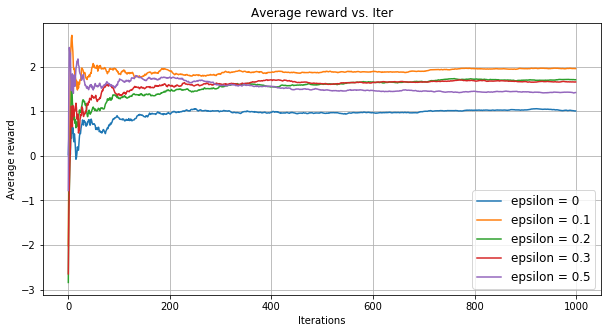 Average reward vs. Iter
Average reward
2
1
0
−1
−2
−3
0
200
400
600
800
1000
Iterations
epsilon = 0
epsilon = 0.1
epsilon = 0.2
epsilon = 0.3
epsilon = 0.5